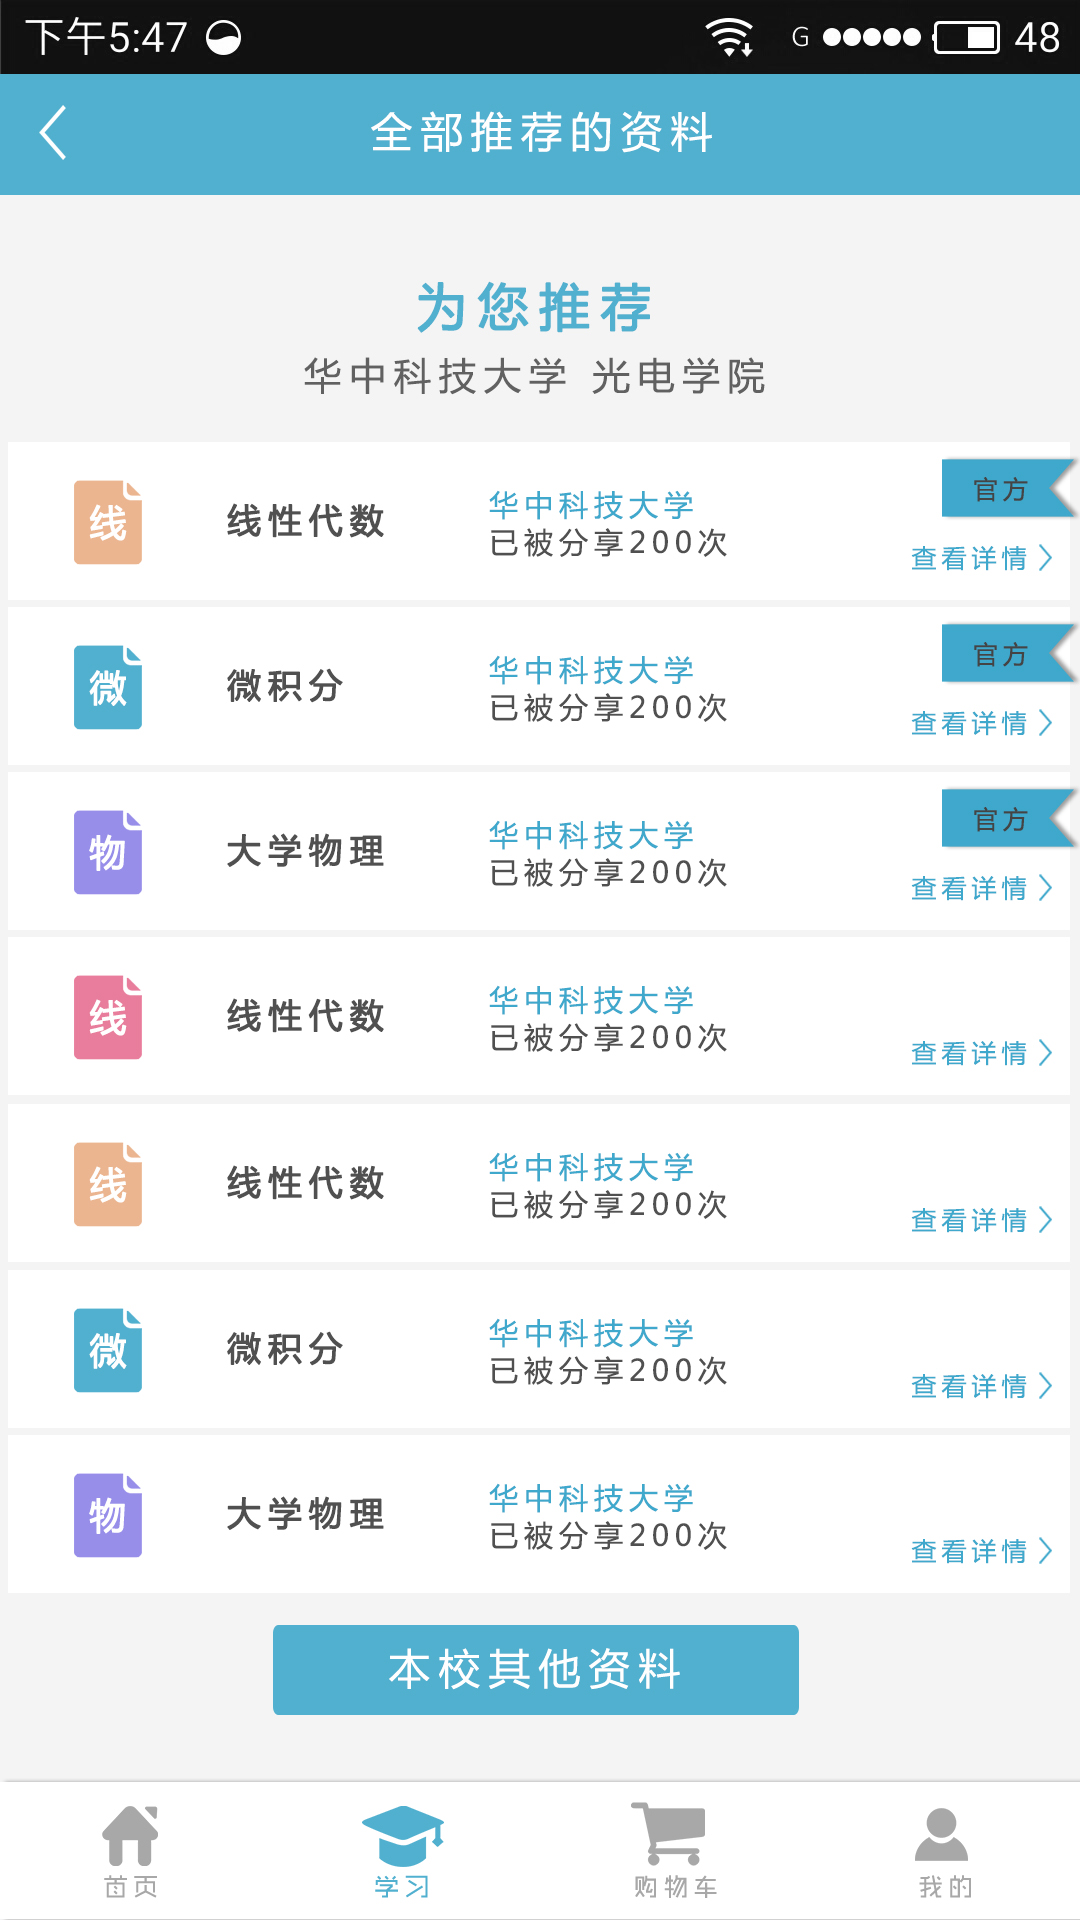 下午5:47 G 48
全部推荐的资料
为您推荐
华中科技大学 光电学院
线 线性代数 华中科技大学 官方
已被分享200次 查看详情
微 微积分 华中科技大学 官方
已被分享200次 查看详情
物 大学物理 华中科技大学 官方
已被分享200次 查看详情
线 线性代数 华中科技大学
已被分享200次 查看详情
线 线性代数 华中科技大学
已被分享200次 查看详情
微 微积分 华中科技大学
已被分享200次 查看详情
物 大学物理 华中科技大学
已被分享200次 查看详情
本校其他资料
首页 学习 购物车 我的